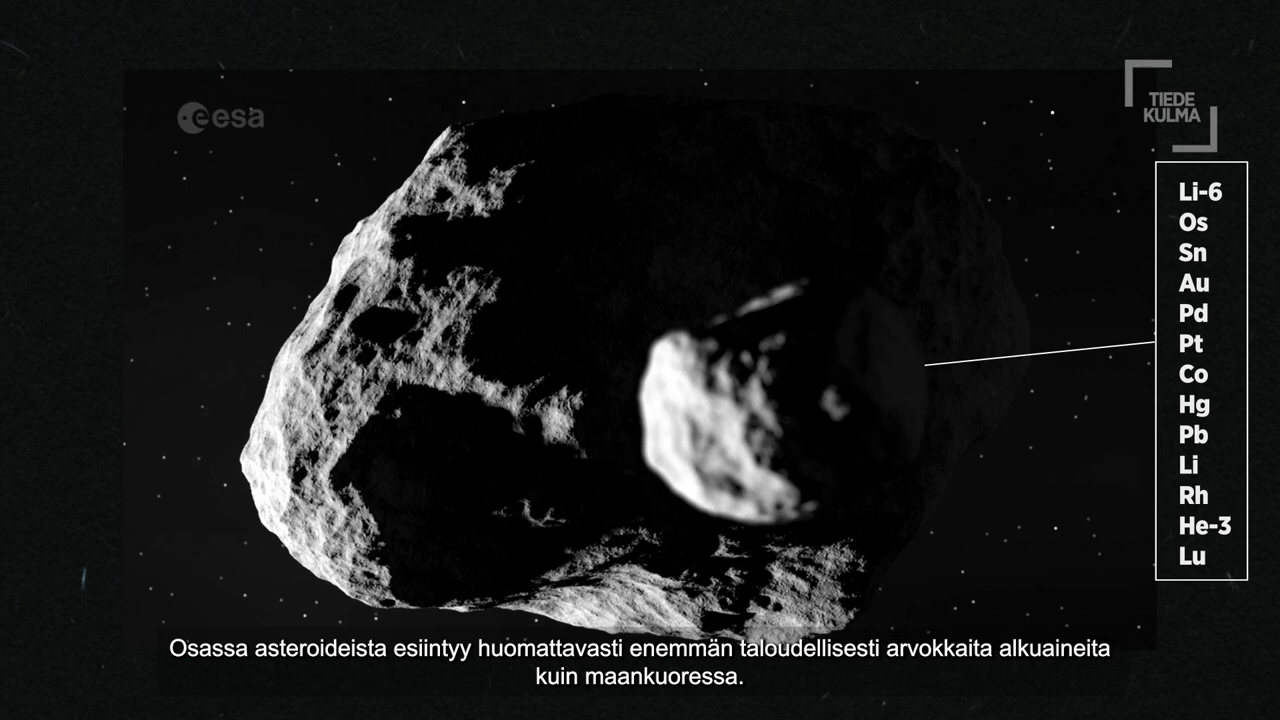 esa
TIEDE
KULMA
Li-6
Os
Sn
Au
Pd
Pt
Co
Hg
Pb
Li
Rh
He-3
Lu
Osassa asteroideista esiintyy huomattavasti enemmän taloudellisesti arvokkaita alkuaineita
kuin maankuoressa.